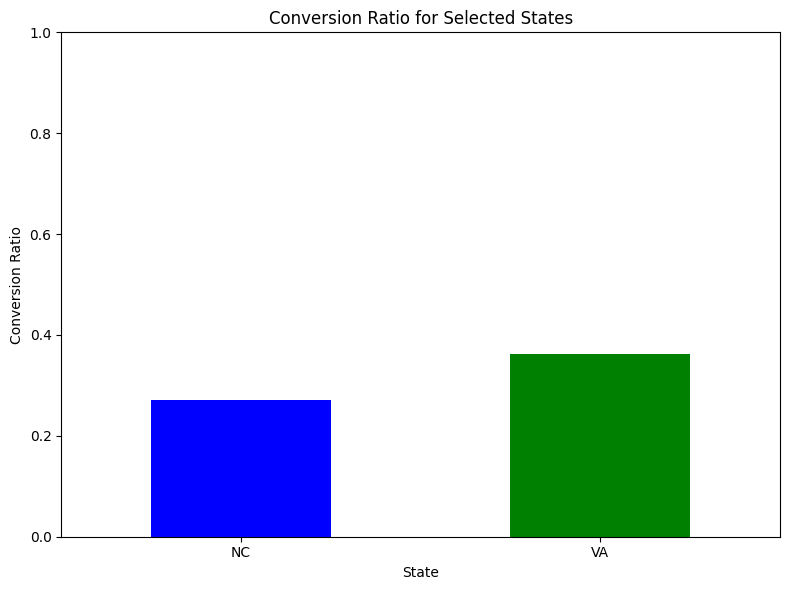 Conversion Ratio for Selected States
1.0
0.8
0.6
0.4
0.2
0.0
Conversion Ratio
NC
VA
State